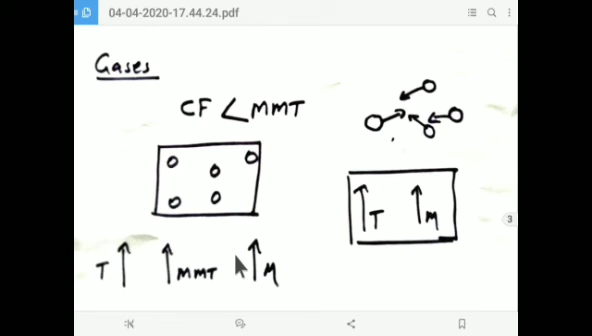 04-04-2020-17.44.24.pdf
Gases
CF < MMT
T M
3
T ↑ ↑ MMT ↑ M